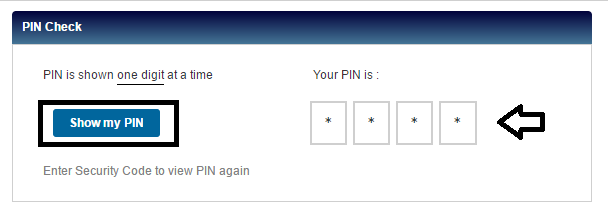 PIN Check
PIN is shown one digit at a time
Your PIN is :
Show my PIN
* * * *
Enter Security Code to view PIN again